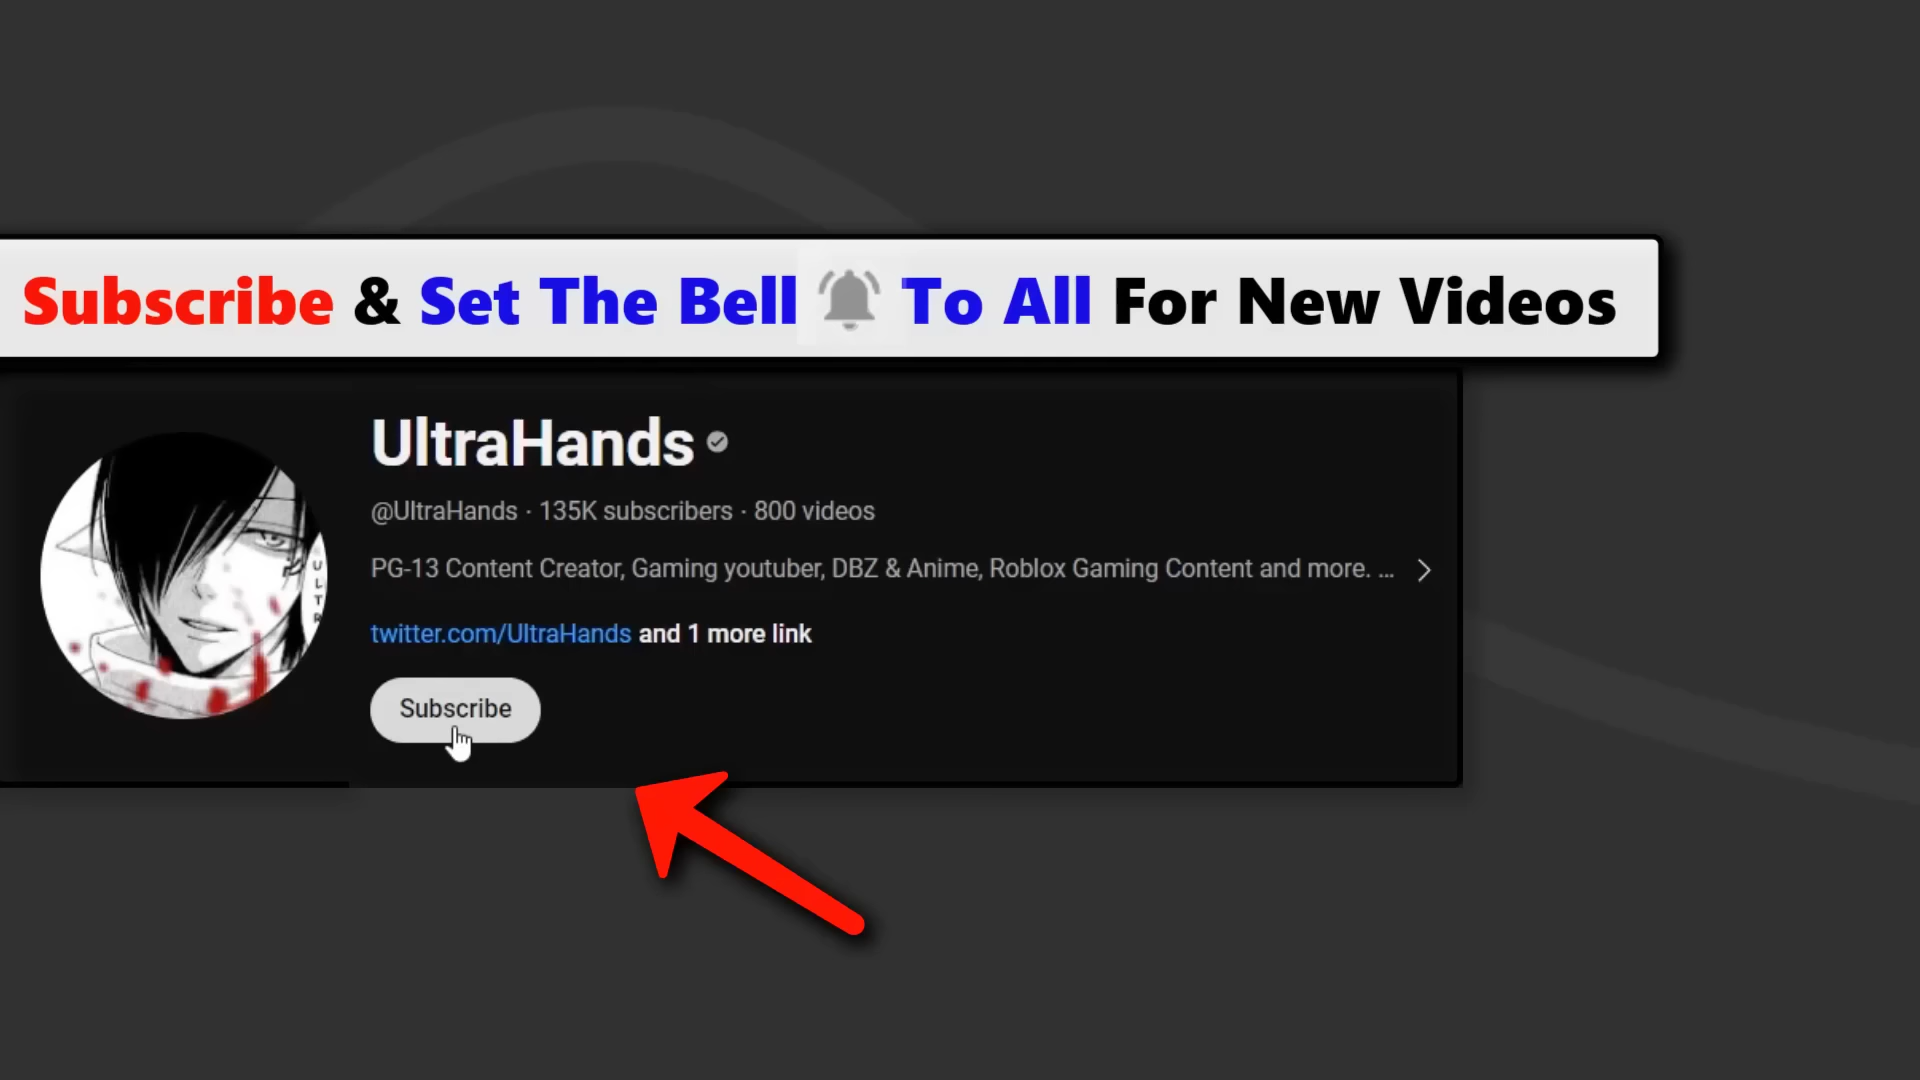 Subscribe & Set The Bell To All For New Videos
UltraHands
@UltraHands · 135K subscribers · 800 videos
PG-13 Content Creator, Gaming youtuber, DBZ & Anime, Roblox Gaming Content and more. ...
twitter.com/UltraHands and 1 more link
Subscribe
ULTR